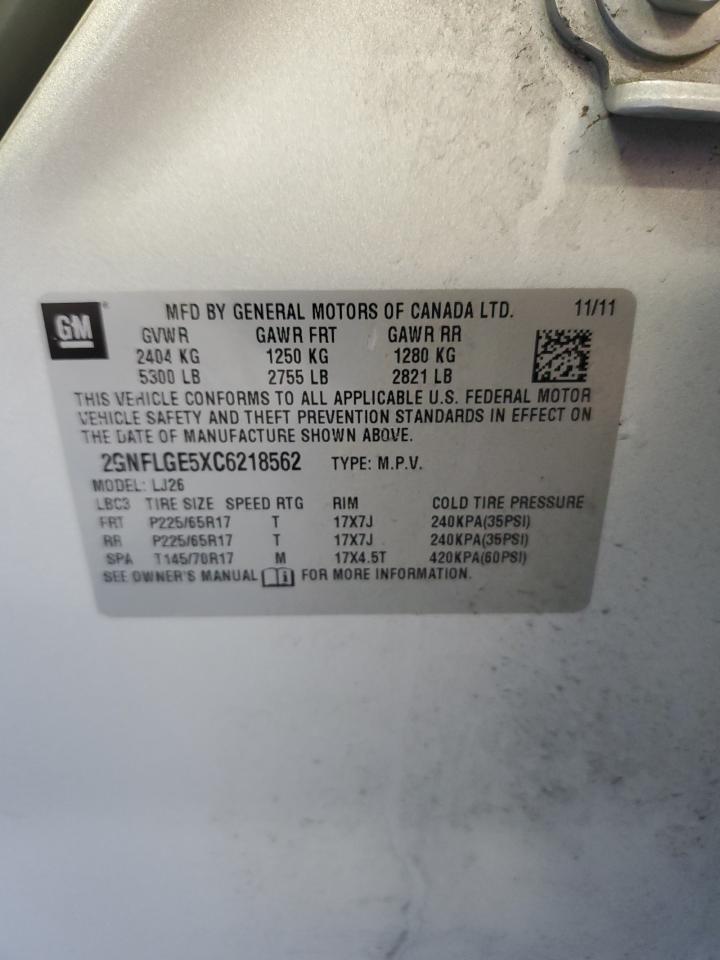 GM ®
MFD BY GENERAL MOTORS OF CANADA LTD. 11/11
GVWR GAWR FRT GAWR RR
2404 KG 1250 KG 1280 KG
5300 LB 2755 LB 2821 LB
THIS VEHICLE CONFORMS TO ALL APPLICABLE U.S. FEDERAL MOTOR
VEHICLE SAFETY AND THEFT PREVENTION STANDARDS IN EFFECT ON
THE DATE OF MANUFACTURE SHOWN ABOVE.
2GNFLGE5XC6218562 TYPE: M.P.V.
MODEL: LJ26
LBC3 TIRE SIZE SPEED RTG RIM COLD TIRE PRESSURE
FRT P225/65R17 T 17X7J 240KPA(35PSI)
RR P225/65R17 T 17X7J 240KPA(35PSI)
SPA T145/70R17 M 17X4.5T 420KPA(60PSI)
SEE OWNER'S MANUAL i FOR MORE INFORMATION.